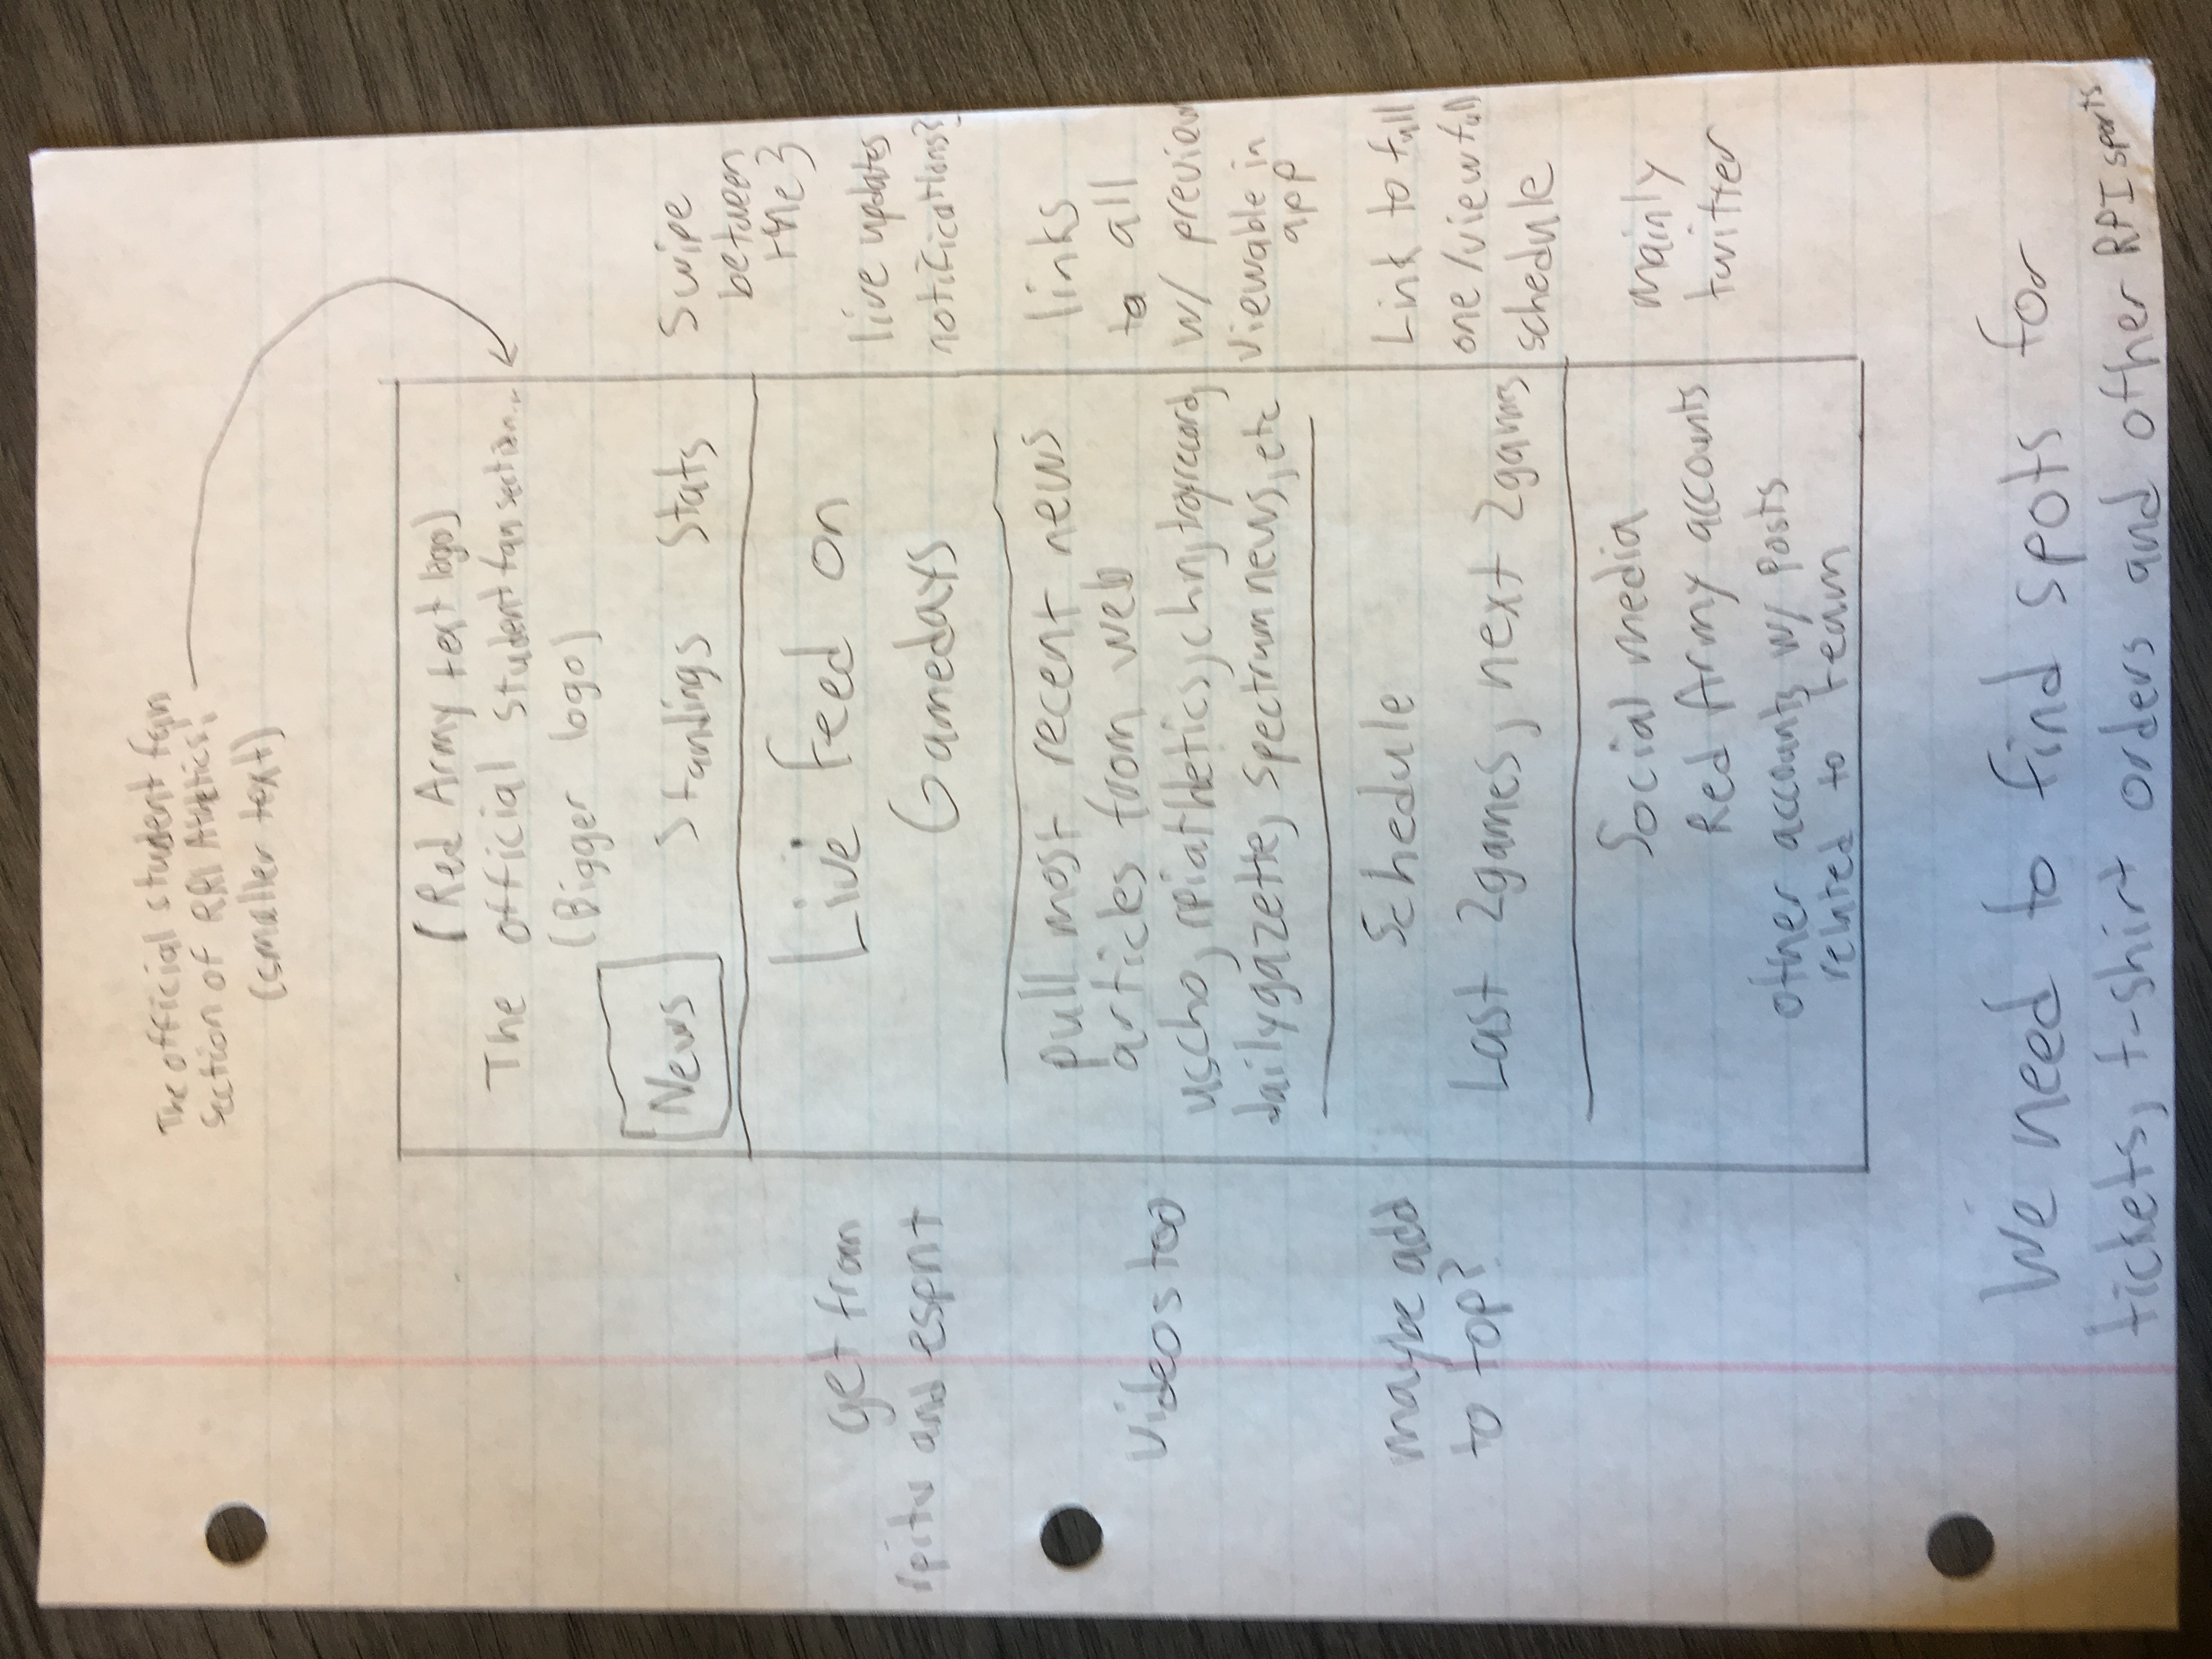 The official student fan
section of RPI Athletics!
(smaller text)
(Red Army text logo)
The official student fan section...
(Bigger logo)
News Standings Stats
Swipe
between
the 3
Live feed on
Gamedays
get from
rpitv and espn+
live updates
notifications?
pull most recent news
articles from web
uscho, rpiathletics, chn, troyrecord,
dailygazette, spectrum news, etc
Videos too
links
to all
w/ preview
viewable in
app
Schedule
Last 2games, next 2games
maybe add
to top?
Link to full
one/view full
schedule
Social media
Red Army accounts
other accounts w/ posts
related to team
mainly
twitter
We need to find spots for
tickets, t-shirt orders and other RPI sports